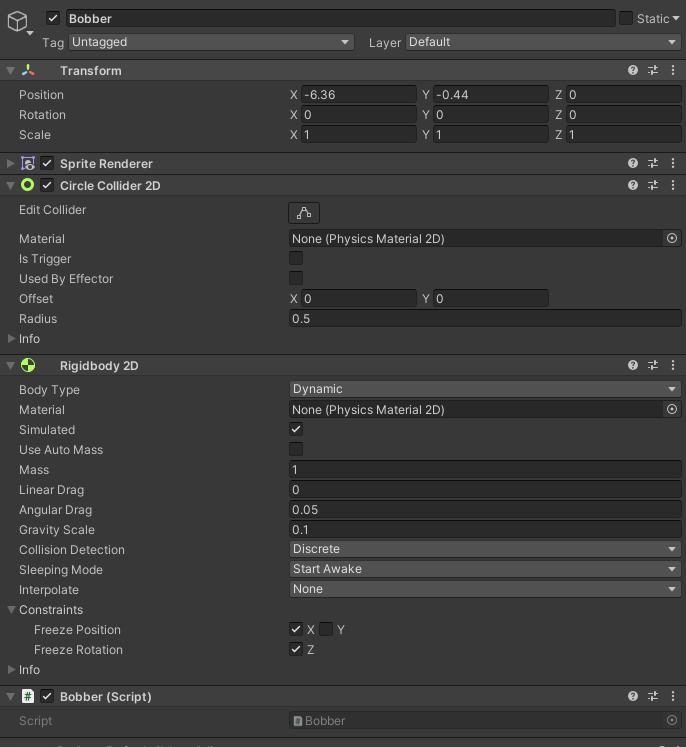 Bobber Static
Tag Untagged Layer Default
Transform
Position X -6.36 Y -0.44 Z 0
Rotation X 0 Y 0 Z 0
Scale X 1 Y 1 Z 1
Sprite Renderer
Circle Collider 2D
Edit Collider
Material None (Physics Material 2D)
Is Trigger
Used By Effector
Offset X 0 Y 0
Radius 0.5
Info
Rigidbody 2D
Body Type Dynamic
Material None (Physics Material 2D)
Simulated
Use Auto Mass
Mass 1
Linear Drag 0
Angular Drag 0.05
Gravity Scale 0.1
Collision Detection Discrete
Sleeping Mode Start Awake
Interpolate None
Constraints
Freeze Position X Y
Freeze Rotation Z
Info
# Bobber (Script)
Script # Bobber